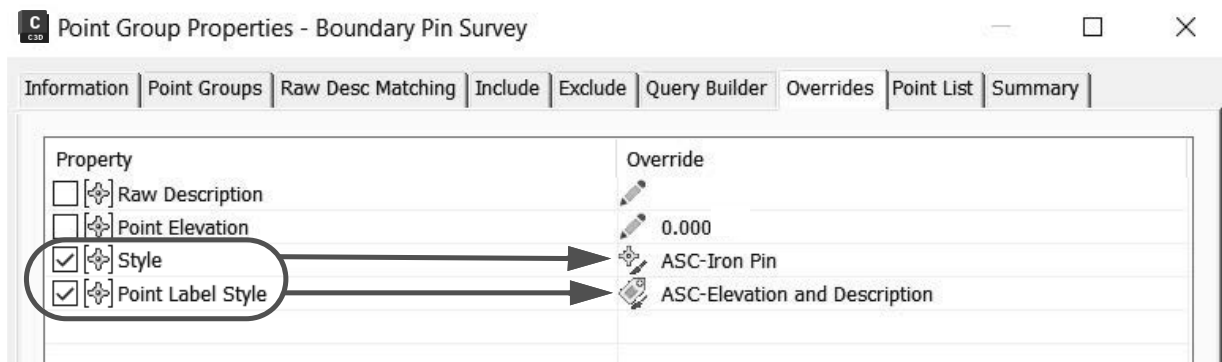 C
C3D
Point Group Properties - Boundary Pin Survey
Information Point Groups Raw Desc Matching Include Exclude Query Builder Overrides Point List Summary
Property Override
Raw Description
Point Elevation 0.000
Style ASC-Iron Pin
Point Label Style ASC-Elevation and Description